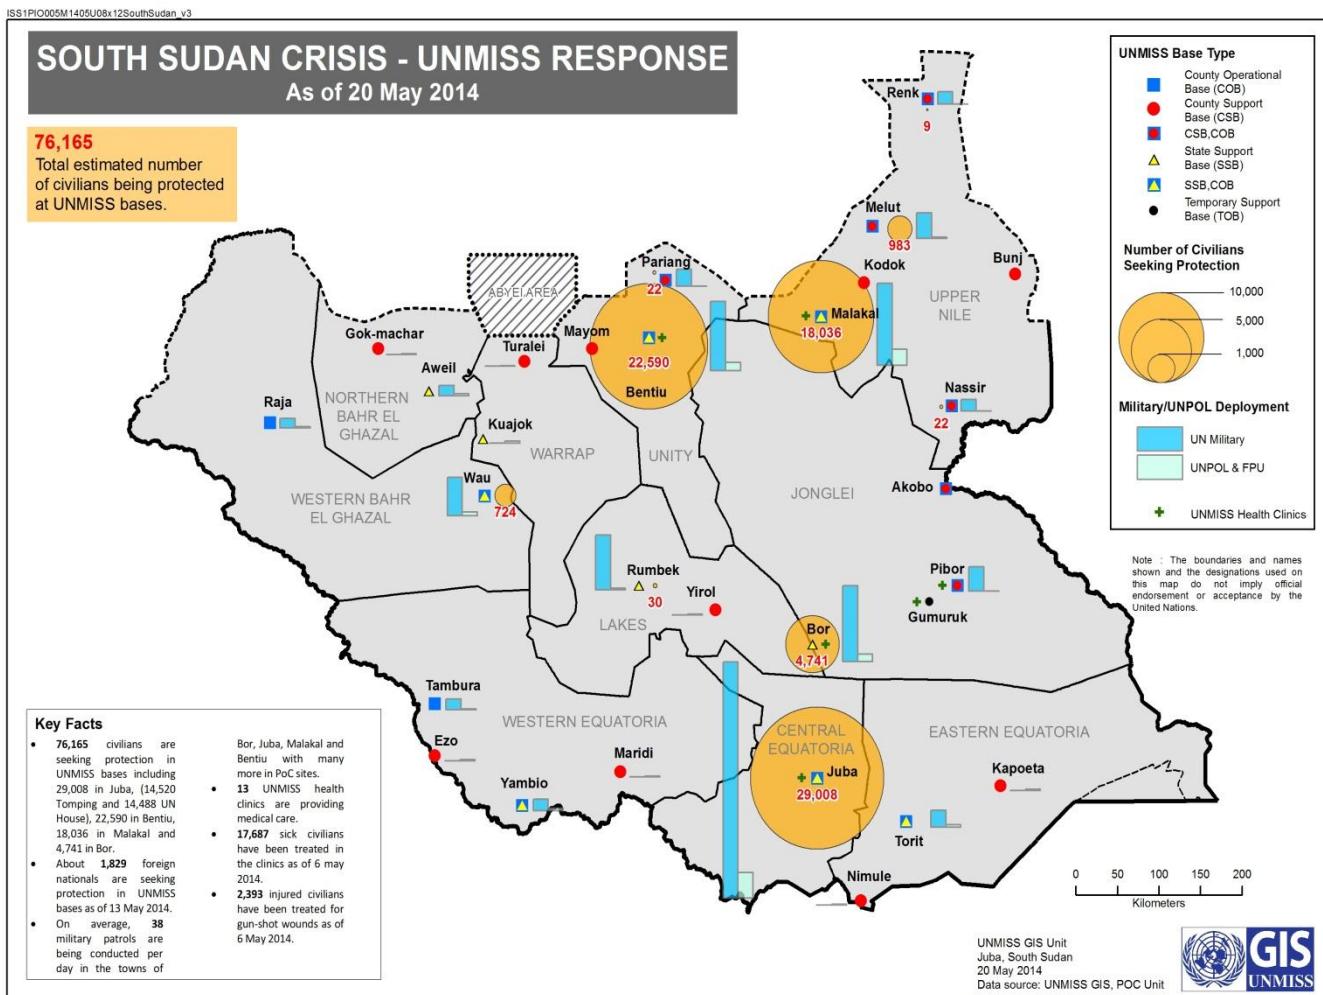 ISS1PIO005M1405U08x12SouthSudan_v3
SOUTH SUDAN CRISIS - UNMISS RESPONSE
As of 20 May 2014
76,165
Total estimated number
of civilians being protected
at UNMISS bases.
UNMISS Base Type
County Operational
Base (COB)
County Support
Base (CSB)
CSB,COB
State Support
Base (SSB)
SSB,COB
Temporary Support
Base (TOB)
Number of Civilians
Seeking Protection
10,000
5,000
1,000
Military/UNPOL Deployment
UN Military
UNPOL & FPU
UNMISS Health Clinics
Note : The boundaries and names
shown and the designations used on
this map do not imply official
endorsement or acceptance by the
United Nations.
Renk
9
Melut
983
Kodok
Bunj
UPPER
NILE
Pariang
22
ABYEI AREA
Malakal
18,036
Gok-machar
Mayom
Turalei
22,590
Bentiu
Aweil
NORTHERN
BAHR EL
GHAZAL
Raja
Kuajok
WARRAP
UNITY
Nassir
22
JONGLEI
Akobo
Wau
724
WESTERN BAHR
EL GHAZAL
Rumbek
30
Yirol
LAKES
Pibor
Gumuruk
Bor
4,741
Tambura
WESTERN EQUATORIA
CENTRAL
EQUATORIA
EASTERN EQUATORIA
Ezo
Maridi
Juba
29,008
Kapoeta
Yambio
Torit
Nimule
Key Facts
• 76,165 civilians are
seeking protection in
UNMISS bases including
29,008 in Juba, (14,520
Tomping and 14,488 UN
House), 22,590 in Bentiu,
18,036 in Malakal and
4,741 in Bor.
• About 1,829 foreign
nationals are seeking
protection in UNMISS
bases as of 13 May 2014.
• On average, 38
military patrols are
being conducted per
day in the towns of
Bor, Juba, Malakal and
Bentiu with many
more in PoC sites.
• 13 UNMISS health
clinics are providing
medical care.
• 17,687 sick civilians
have been treated in
the clinics as of 6 may
2014.
• 2,393 injured civilians
have been treated for
gun-shot wounds as of
6 May 2014.
0 50 100 150 200
Kilometers
UNMISS GIS Unit
Juba, South Sudan
20 May 2014
Data source: UNMISS GIS, POC Unit
GIS
UNMISS